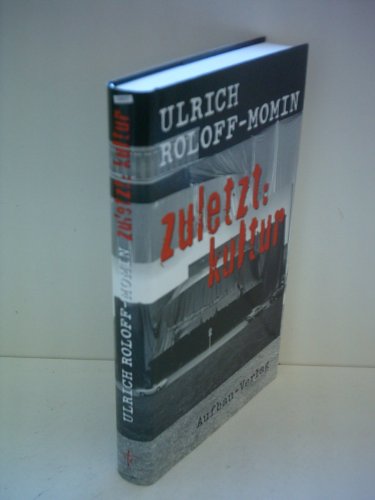 ULRICH
ROLOFF-MOMIN
zuletzt:
kultur
Aufbau-Verlag
ULRICH ROLOFF-MOMIN zuletzt: kultur